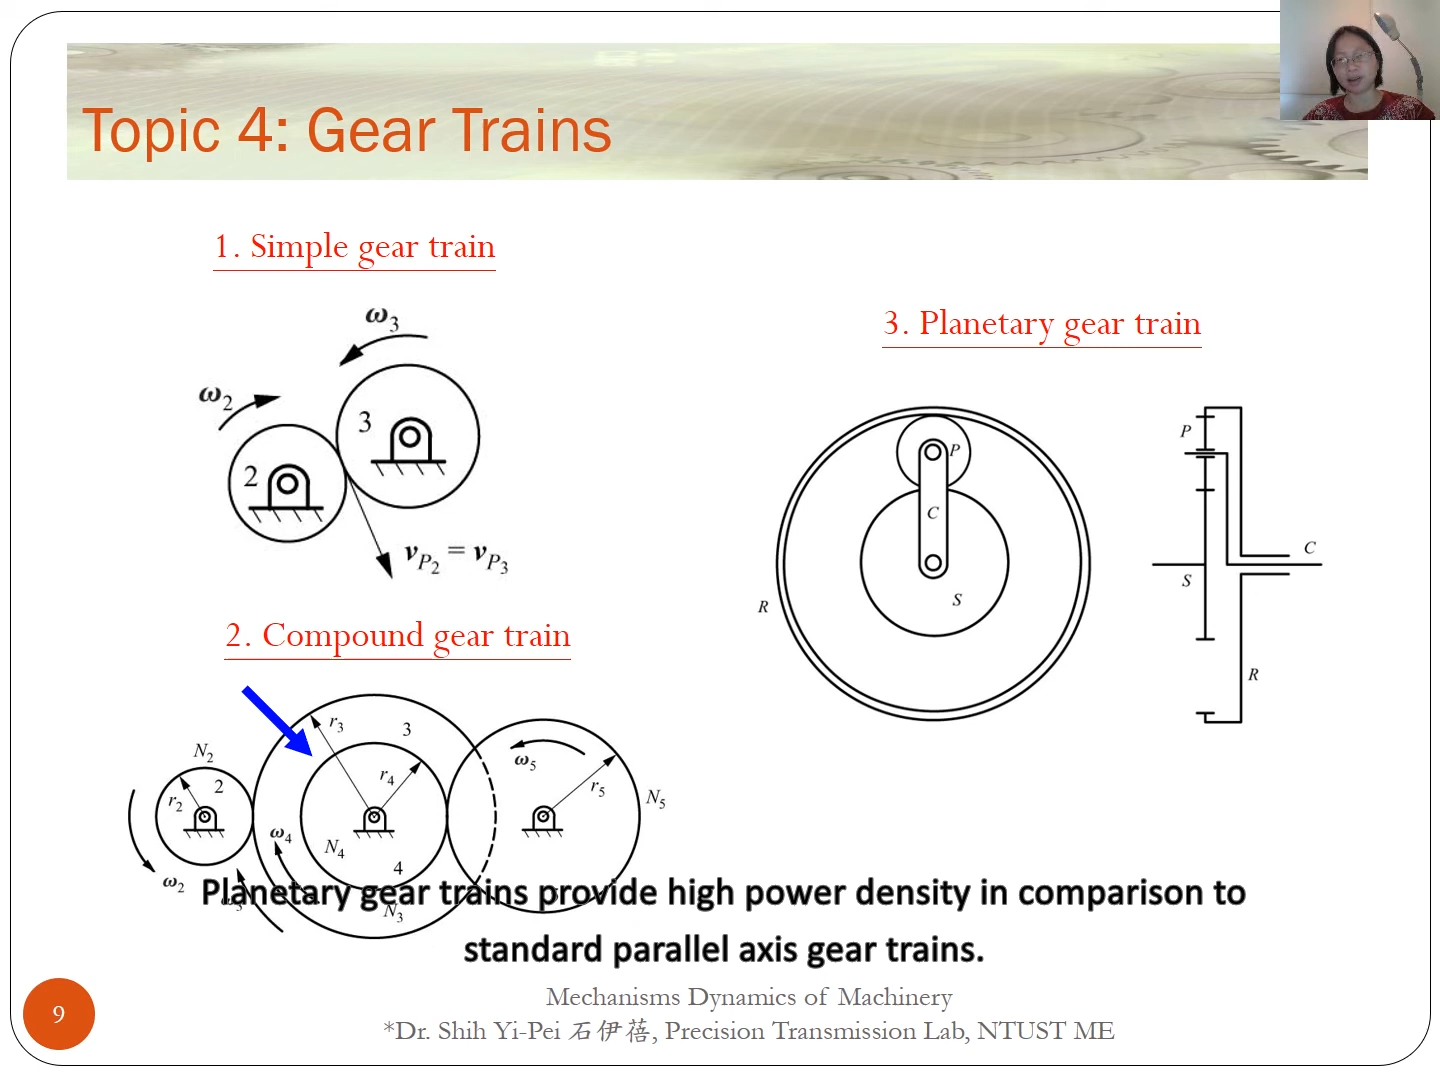 Topic 4: Gear Trains
1. Simple gear train
ω3
ω2
3
2
vP2 = vP3
2. Compound gear train
r3
3
N2
r2
2
r4
ω4
N4
4
N3
ω2
ω5
r5
N5
3. Planetary gear train
P
C
S
R
P
C
S
R
Planetary gear trains provide high power density in comparison to
standard parallel axis gear trains.
9
Mechanisms Dynamics of Machinery
*Dr. Shih Yi-Pei 石伊蓓, Precision Transmission Lab, NTUST ME